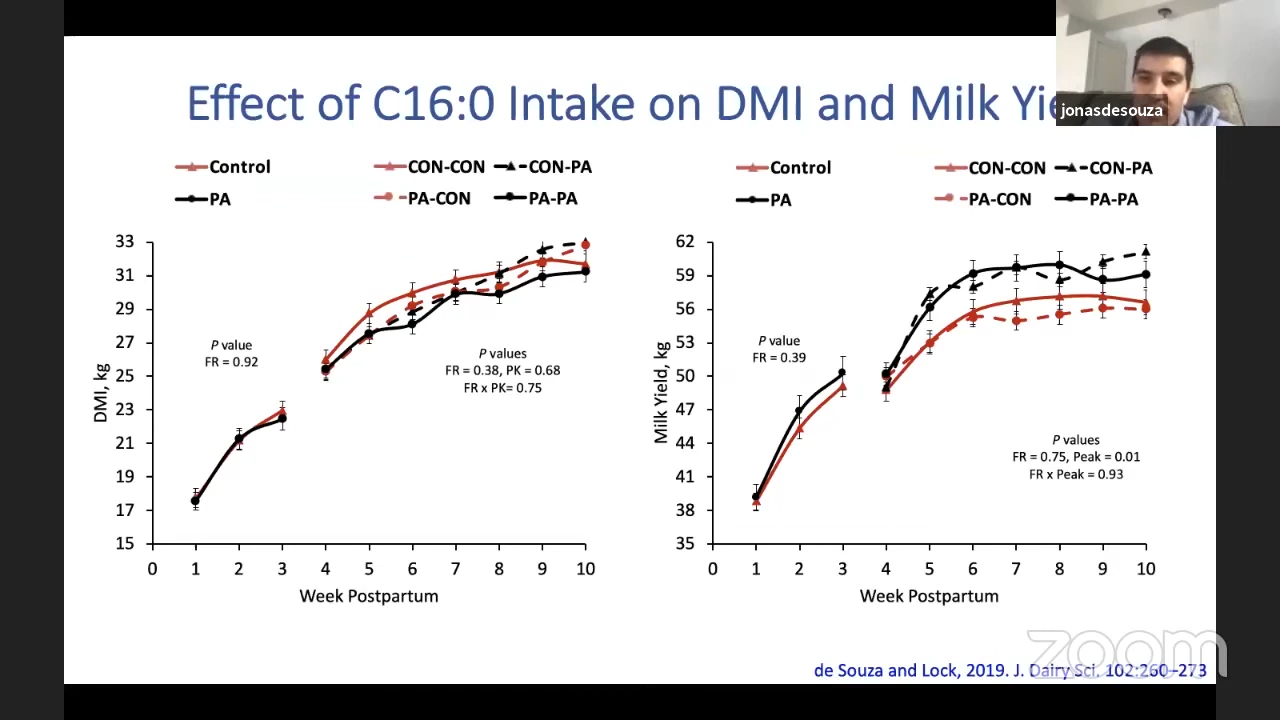 Effect of C16:0 Intake on DMI and Milk Yie
jonasdesouza
Control CON-CON CON-PA
PA PA-CON PA-PA
33
31
29
27
25
23
21
19
17
15
DMI, kg
P value
FR = 0.92
P values
FR = 0.38, PK = 0.68
FR x PK= 0.75
0 1 2 3 4 5 6 7 8 9 10
Week Postpartum
Control CON-CON CON-PA
PA PA-CON PA-PA
62
59
56
53
50
47
44
41
38
35
Milk Yield, kg
P value
FR = 0.39
P values
FR = 0.75, Peak = 0.01
FR x Peak = 0.93
0 1 2 3 4 5 6 7 8 9 10
Week Postpartum
zoom
de Souza and Lock, 2019. J. Dairy Sci. 102:260–273